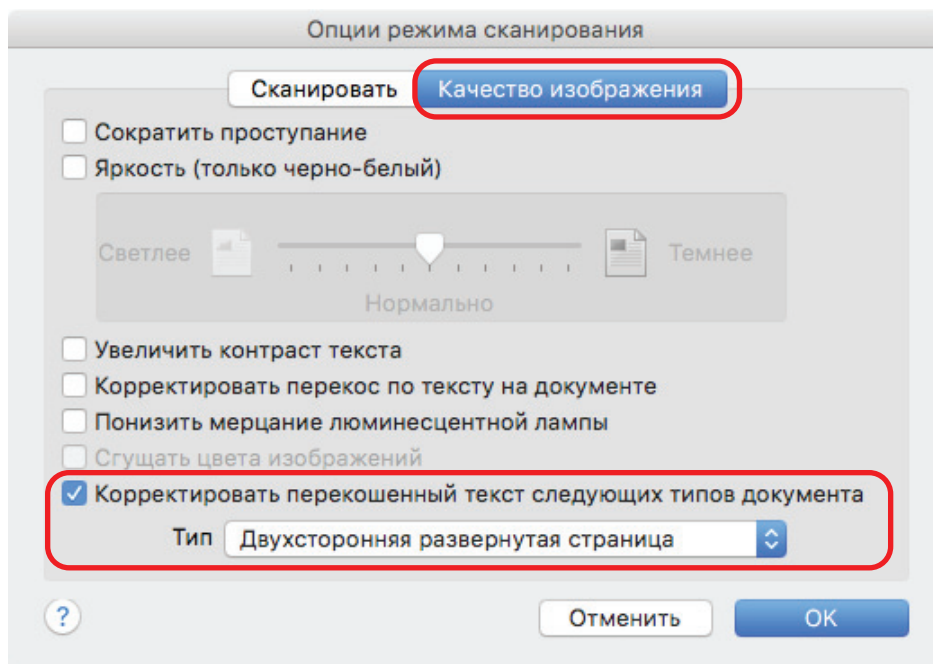 Опции режима сканирования
Сканировать Качество изображения
Сократить проступание
Яркость (только черно-белый)
Светлее Темнее
Нормально
Увеличить контраст текста
Корректировать перекос по тексту на документе
Понизить мерцание люминесцентной лампы
Сгущать цвета изображений
Корректировать перекошенный текст следующих типов документа
Тип Двухсторонняя развернутая страница
? Отменить OK